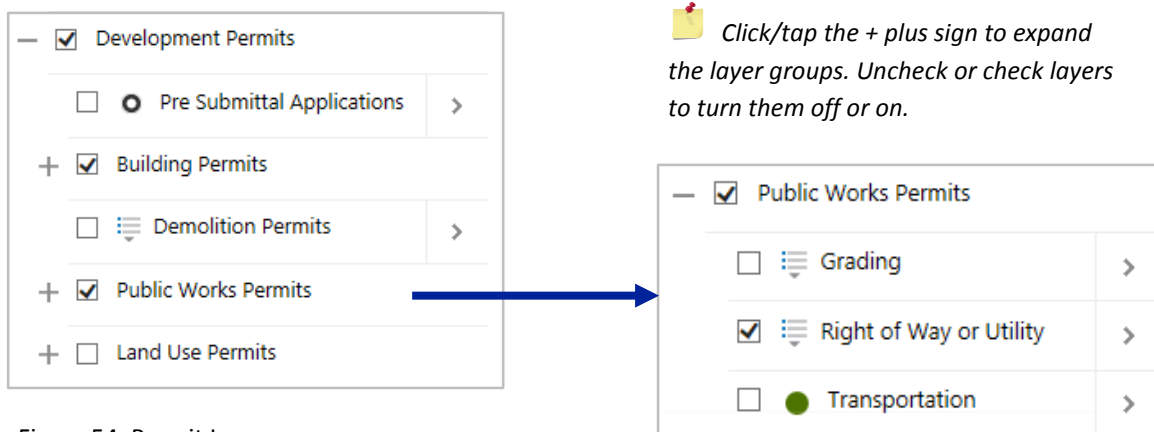 Development Permits
Pre Submittal Applications
Building Permits
Demolition Permits
Public Works Permits
Land Use Permits
Click/tap the + plus sign to expand
the layer groups. Uncheck or check layers
to turn them off or on.
Public Works Permits
Grading
Right of Way or Utility
Transportation